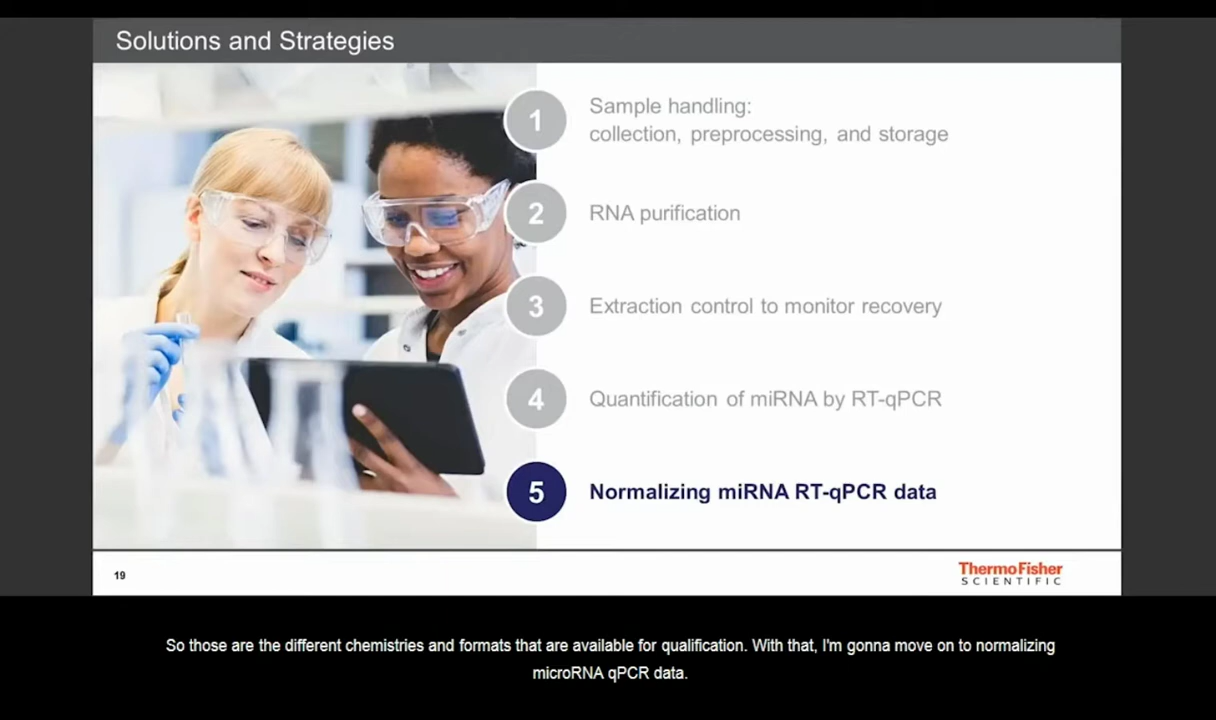 Solutions and Strategies
1
Sample handling:
collection, preprocessing, and storage
2
RNA purification
3
Extraction control to monitor recovery
4
Quantification of miRNA by RT-qPCR
5
Normalizing miRNA RT-qPCR data
19
ThermoFisher
SCIENTIFIC
So those are the different chemistries and formats that are available for qualification. With that, I'm gonna move on to normalizing
microRNA qPCR data.